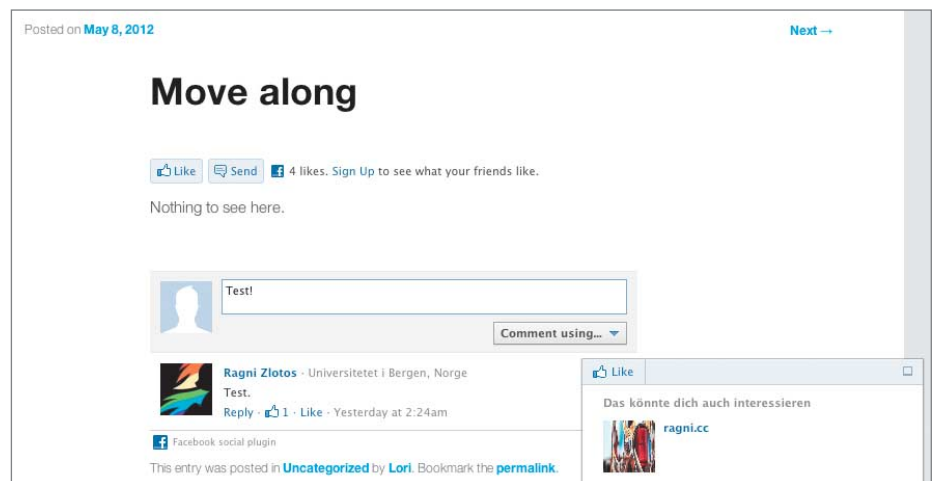 Posted on May 8, 2012
Next →
Move along
Like Send 4 likes. Sign Up to see what your friends like.
Nothing to see here.
Test!
Comment using...
Ragni Zlotos · Universitetet i Bergen, Norge
Test.
Reply · 1 · Like · Yesterday at 2:24am
Facebook social plugin
This entry was posted in Uncategorized by Lori. Bookmark the permalink.
Like
Das könnte dich auch interessieren
ragni.cc